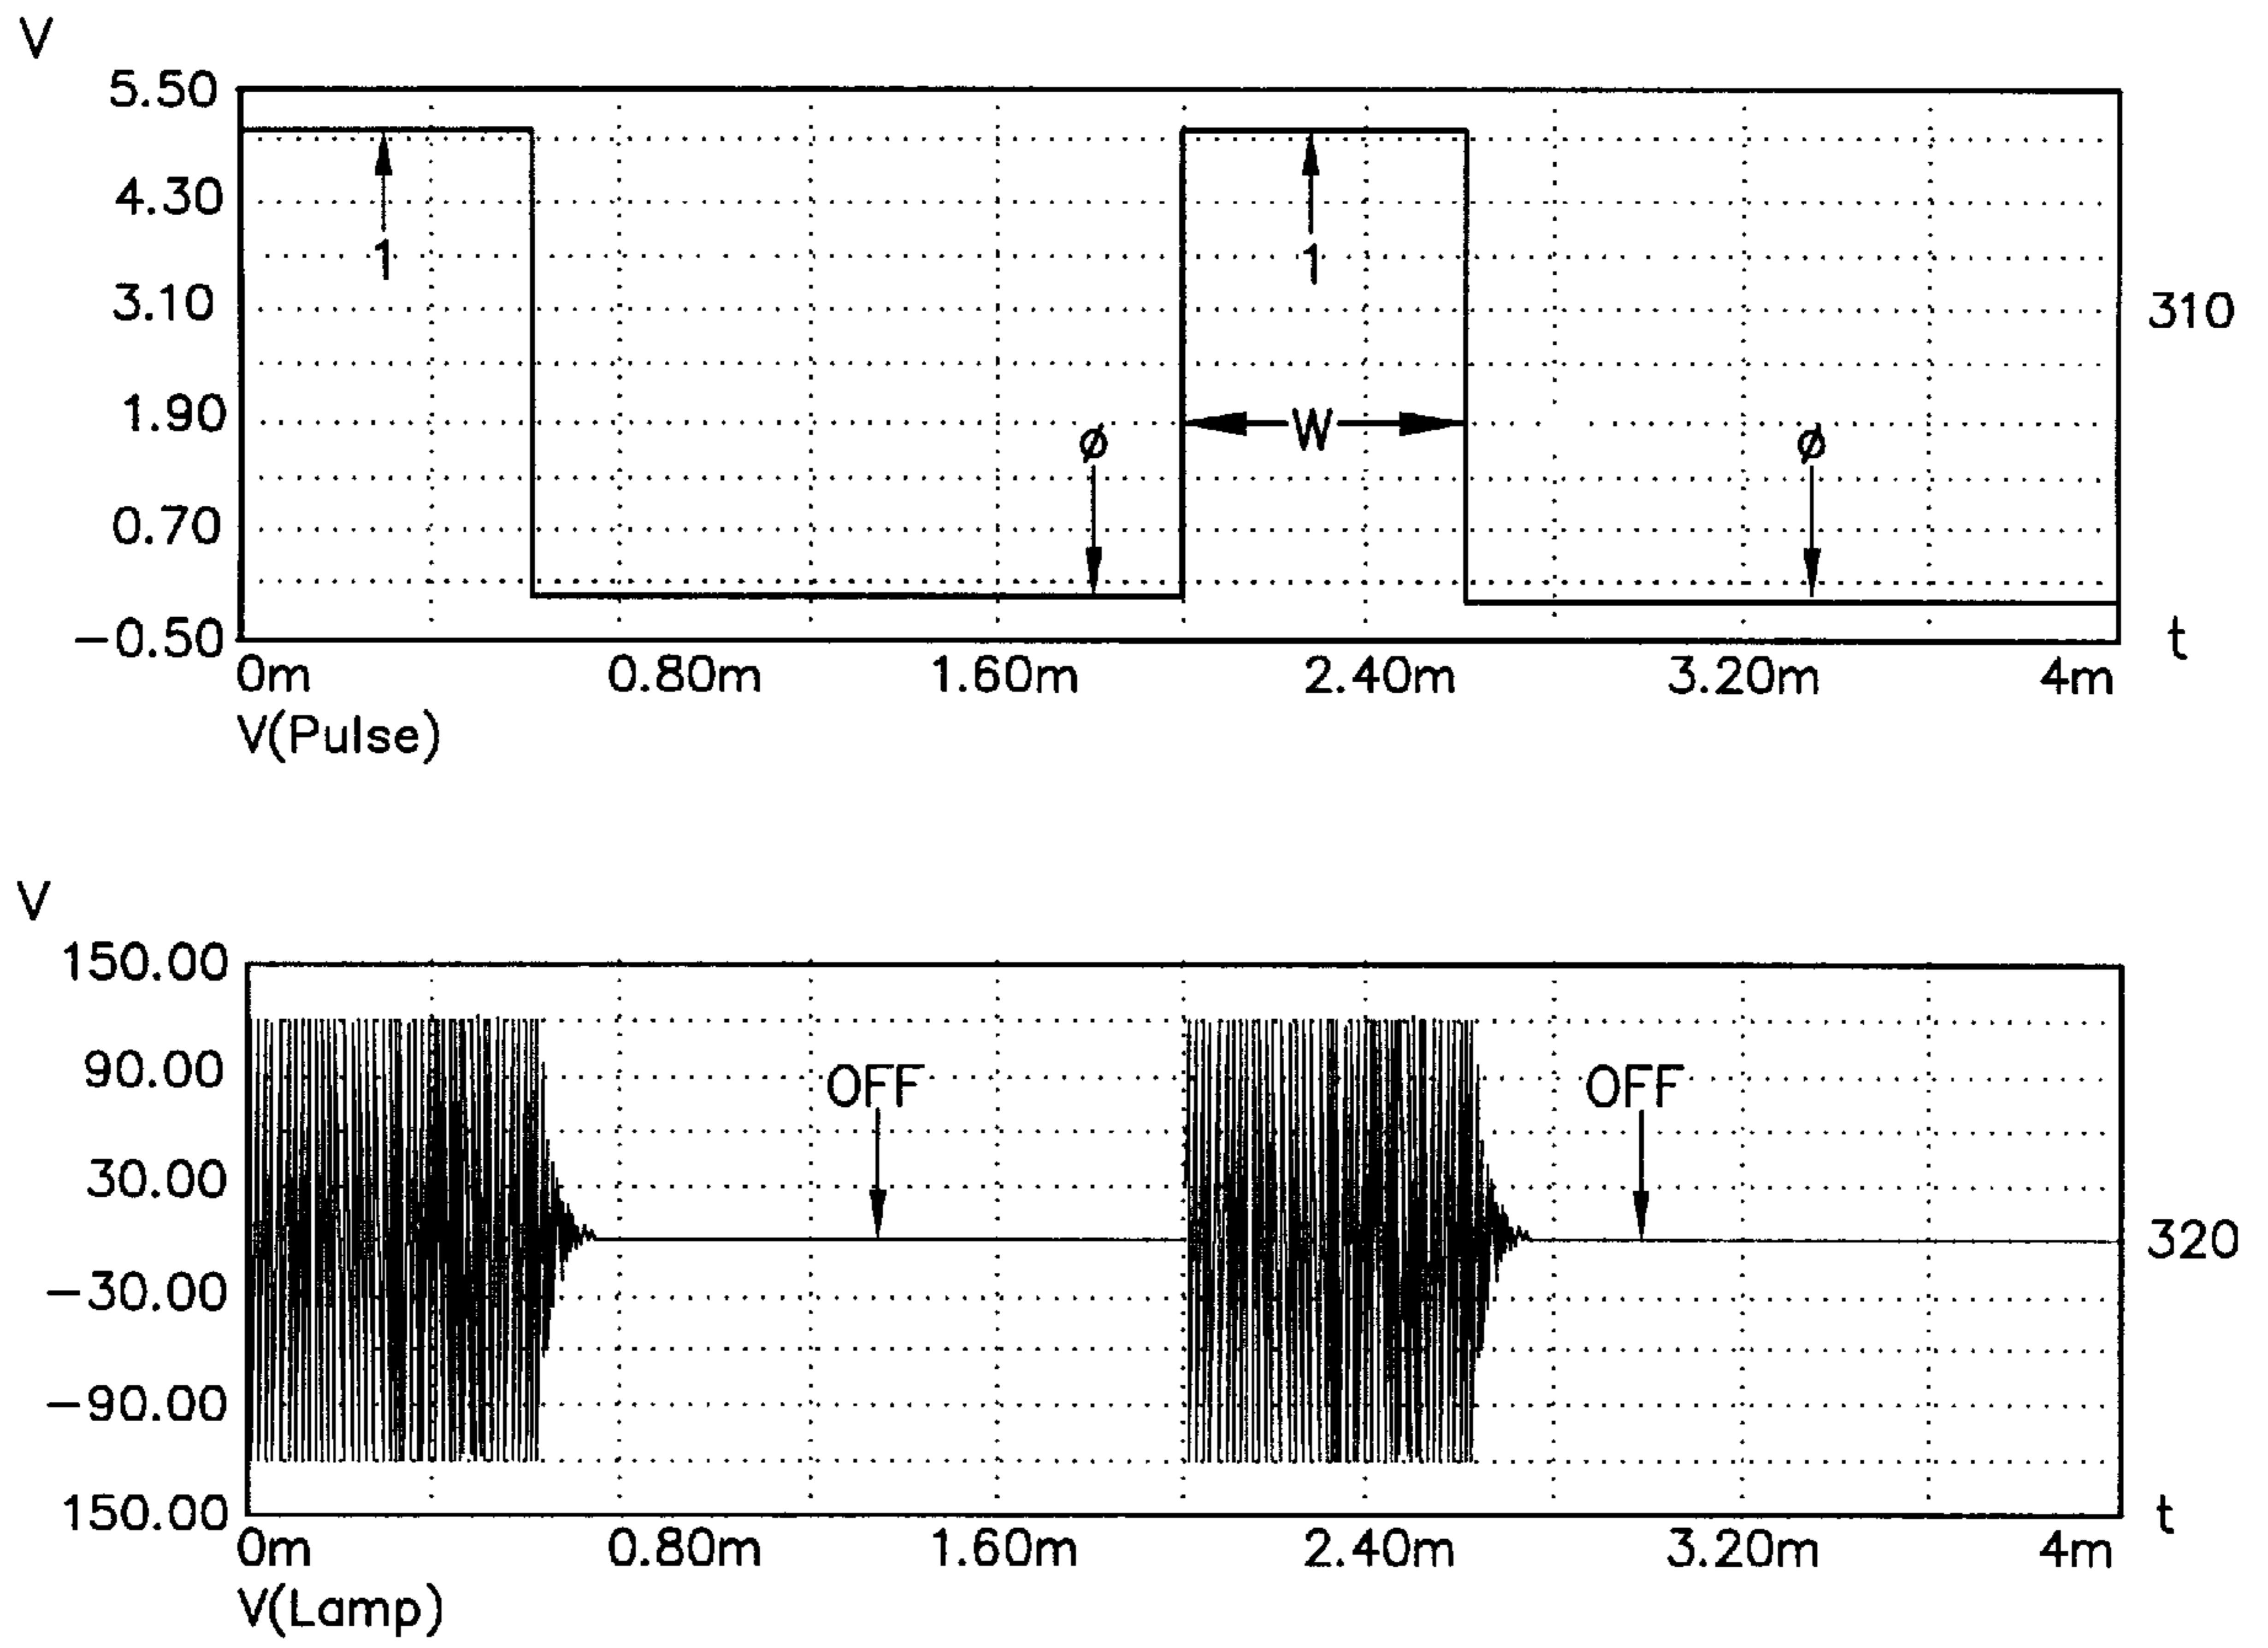 V
5.50
4.30
3.10
1.90
0.70
−0.50
1
1
W
ø
ø
310
0m 0.80m 1.60m 2.40m 3.20m 4m
t
V(Pulse)
V
150.00
90.00
30.00
−30.00
−90.00
150.00
OFF
OFF
320
0m 0.80m 1.60m 2.40m 3.20m 4m
t
V(Lamp)